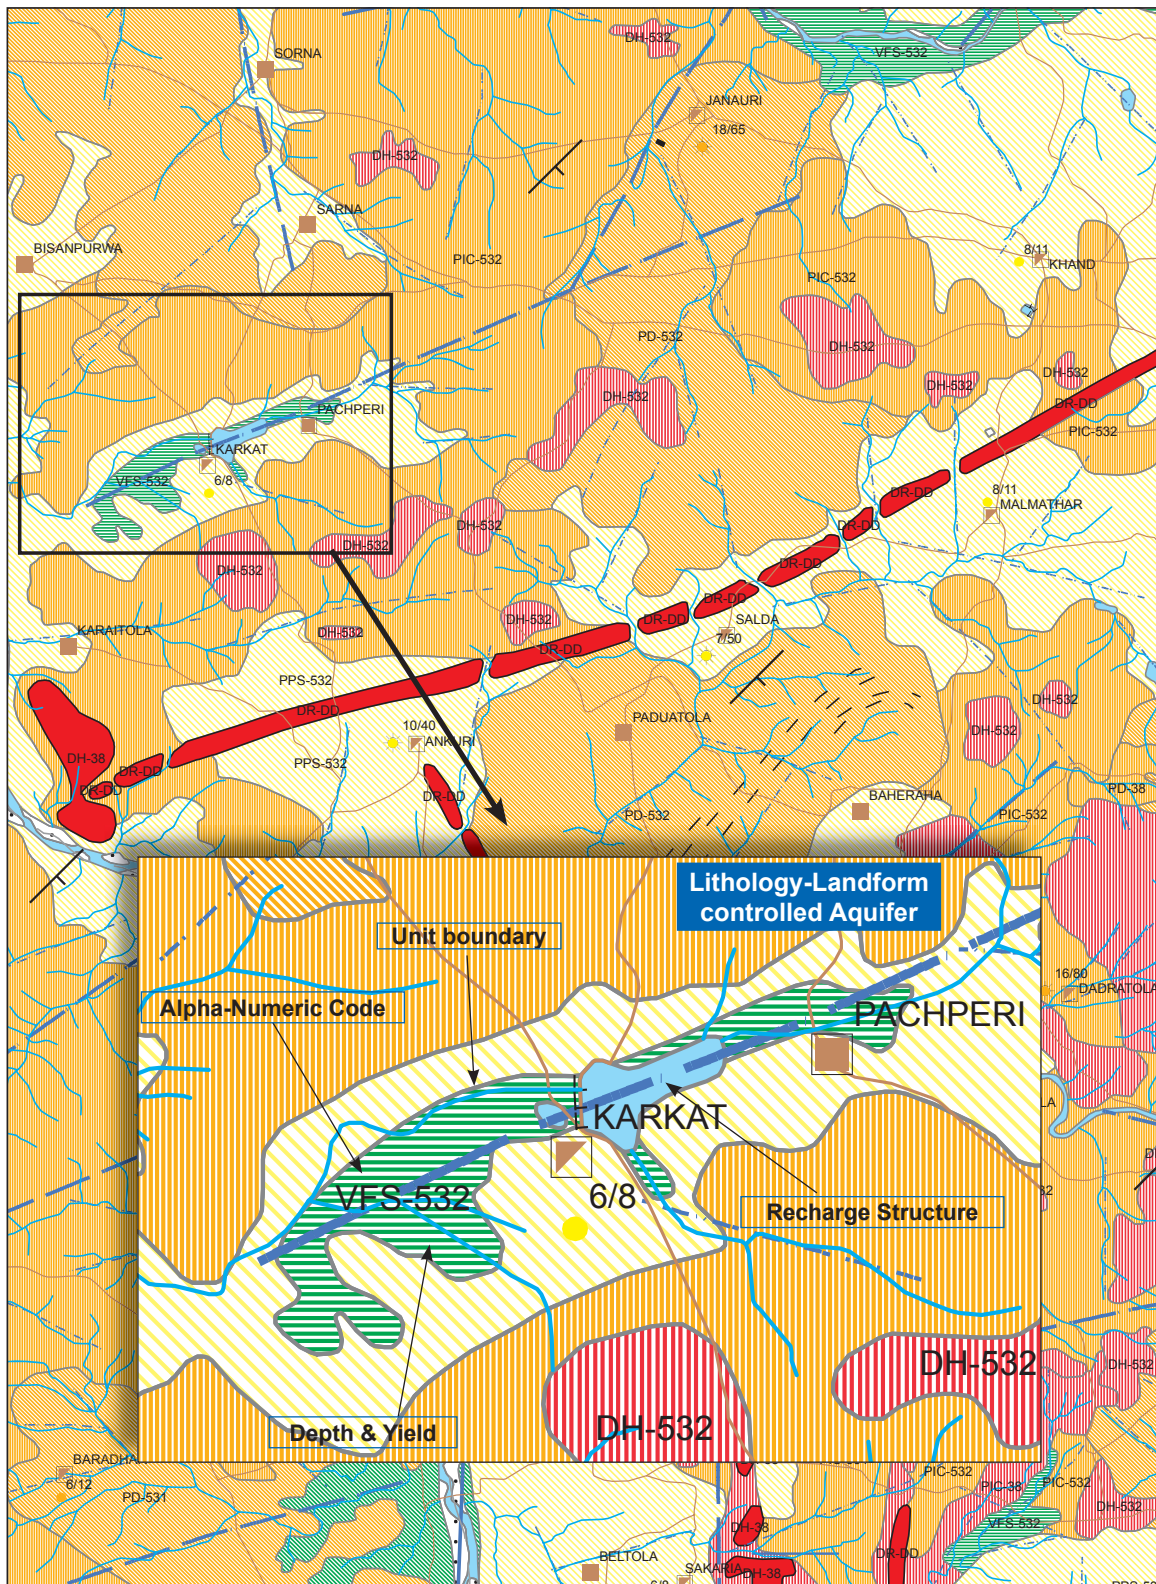 SORNA
DH-532
VFS-532
JANAURI
18/65
DH-532
SARNA
BISANPURWA
PIC-532
8/11
KHAND
PIC-532
PD-532
DH-532
DH-532
DH-532
DH-532
DR-DD
PACHPERI
PIC-532
KARKAT
VFS-532
6/8
DR-DD
8/11
MALMATHAR
DH-532
DR-DD
DH-532
DH-532
DR-DD
DR-DD
DH-532
DR-DD
SALDA
7/50
KARAITOLA
DH-532
DR-DD
PPS-532
DH-532
DR-DD
10/40
ANKURI
PADUATOLA
DH-532
DH-38
PPS-532
DR-DD
DR-DD
DR-DD
BAHERAHA
PD-38
PD-532
PIC-532
Lithology-Landform
controlled Aquifer
Unit boundary
Alpha-Numeric Code
PACHPERI
16/80
DADRATOLA
KARKAT
VFS-532
6/8
Recharge Structure
DH-532
DH-532
DH-532
Depth & Yield
DH-532
6/12
PD-531
PIC-532
PIC-38
PIC-532
DH-532
VFS-532
DH-38
BELTOLA
SAKARIA
DH-38
DR-DD